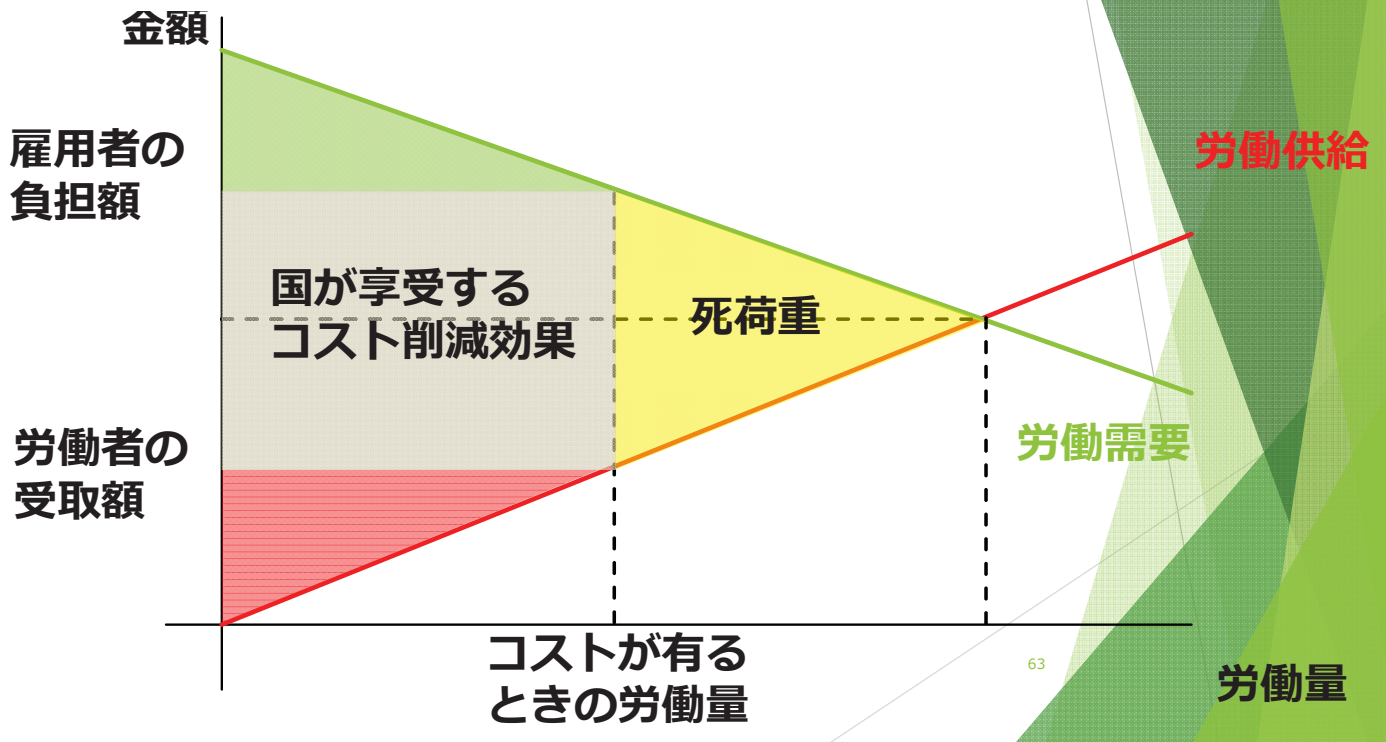 金額
雇用者の
負担額
労働供給
国が享受する
コスト削減効果
死荷重
労働者の
受取額
労働需要
コストが有る
ときの労働量
63
労働量